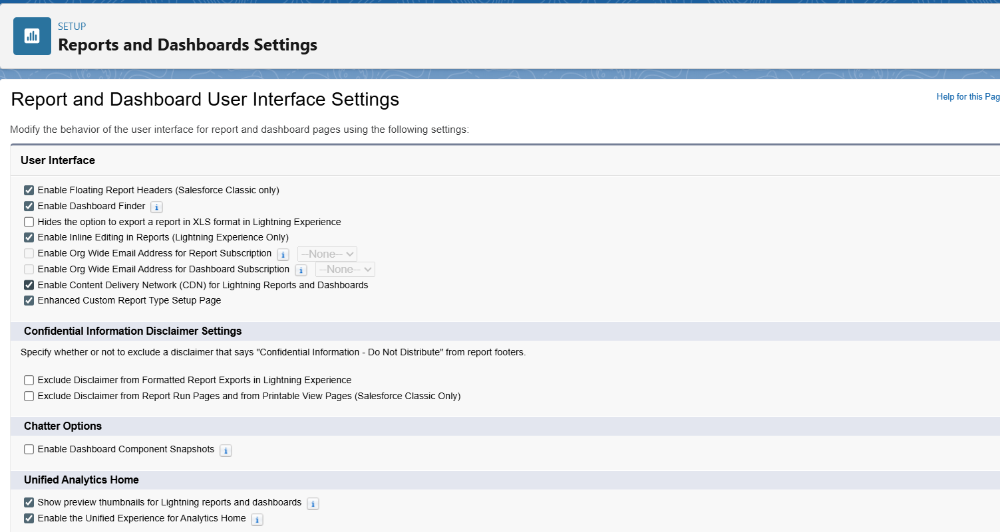 SETUP
Reports and Dashboards Settings
Report and Dashboard User Interface Settings
Help for this Pag
Modify the behavior of the user interface for report and dashboard pages using the following settings:
User Interface
Enable Floating Report Headers (Salesforce Classic only)
Enable Dashboard Finder i
Hides the option to export a report in XLS format in Lightning Experience
Enable Inline Editing in Reports (Lightning Experience Only)
Enable Org Wide Email Address for Report Subscription i --None--
Enable Org Wide Email Address for Dashboard Subscription i --None--
Enable Content Delivery Network (CDN) for Lightning Reports and Dashboards
Enhanced Custom Report Type Setup Page
Confidential Information Disclaimer Settings
Specify whether or not to exclude a disclaimer that says "Confidential Information - Do Not Distribute" from report footers.
Exclude Disclaimer from Formatted Report Exports in Lightning Experience
Exclude Disclaimer from Report Run Pages and from Printable View Pages (Salesforce Classic Only)
Chatter Options
Enable Dashboard Component Snapshots i
Unified Analytics Home
Show preview thumbnails for Lightning reports and dashboards i
Enable the Unified Experience for Analytics Home i